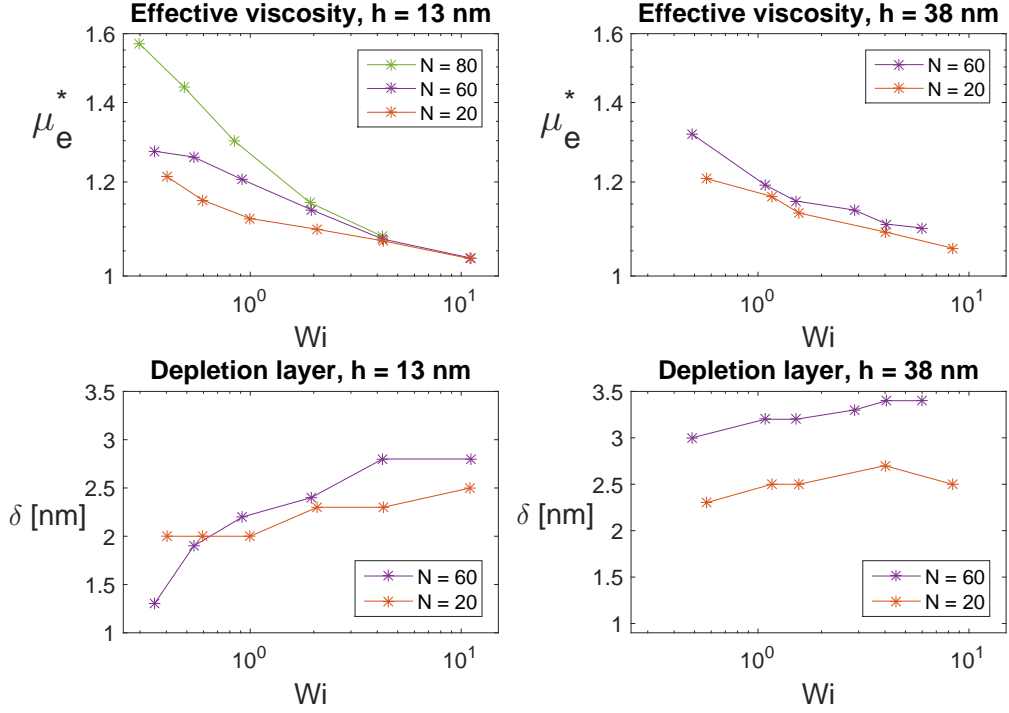 Effective viscosity, h = 13 nm
1.6
1.4
1.2
1
μ*e
N = 80
N = 60
N = 20
10^0
10^1
Wi
Effective viscosity, h = 38 nm
1.6
1.4
1.2
1
μ*e
N = 60
N = 20
10^0
10^1
Wi
Depletion layer, h = 13 nm
3.5
3
2.5
2
1.5
1
δ [nm]
N = 60
N = 20
10^0
10^1
Wi
Depletion layer, h = 38 nm
3.5
3
2.5
2
1.5
1
δ [nm]
N = 60
N = 20
10^0
10^1
Wi